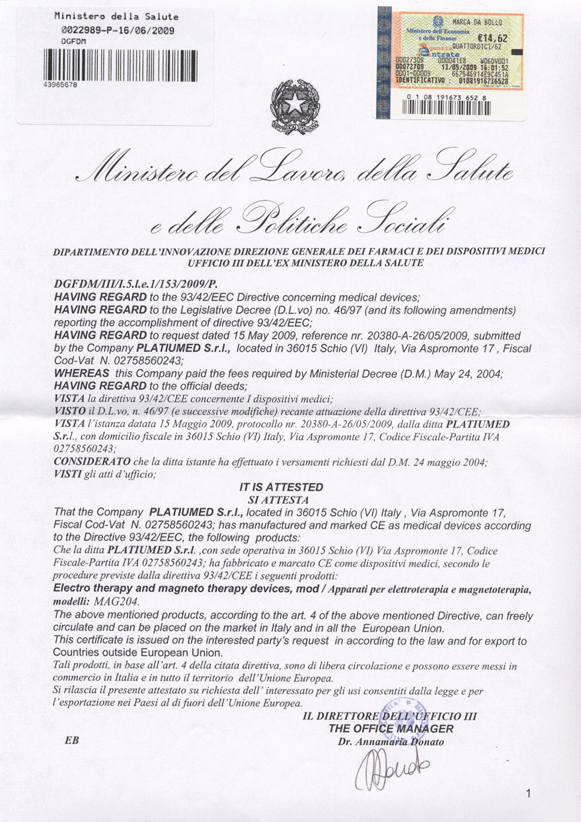 Ministero della Salute
0022989-P-16/06/2009
DGFDM
43965678
MARCA DA BOLLO
Ministero dell'Economia
e delle Finanze
€14,62
QUATTORDICI/62
Entrate
00027309 W060V001
00072709 11/05/2009 16:01:52
0001-00009 667546914E9C451A
IDENTIFICATIVO : 01081916736528
0 1 08 191673 652 8
Ministero del Lavoro, della Salute
e delle Politiche Sociali
DIPARTIMENTO DELL'INNOVAZIONE DIREZIONE GENERALE DEI FARMACI E DEI DISPOSITIVI MEDICI
UFFICIO III DELL'EX MINISTERO DELLA SALUTE
DGFDM/III/I.5.l.e.1/153/2009/P.
HAVING REGARD to the 93/42/EEC Directive concerning medical devices;
HAVING REGARD to the Legislative Decree (D.L.vo) no. 46/97 (and its following amendments)
reporting the accomplishment of directive 93/42/EEC;
HAVING REGARD to request dated 15 May 2009, reference nr. 20380-A-26/05/2009, submitted
by the Company PLATIUMED S.r.l., located in 36015 Schio (VI) Italy, Via Aspromonte 17 , Fiscal
Cod-Vat N. 02758560243;
WHEREAS this Company paid the fees required by Ministerial Decree (D.M.) May 24, 2004;
HAVING REGARD to the official deeds;
VISTA la direttiva 93/42/CEE concernente I dispositivi medici;
VISTO il D.L.vo, n. 46/97 (e successive modifiche) recante attuazione della direttiva 93/42/CEE;
VISTA l'istanza datata 15 Maggio 2009, protocollo nr. 20380-A-26/05/2009, dalla ditta PLATIUMED
S.r.l., con domicilio fiscale in 36015 Schio (VI) Italy, Via Aspromonte 17, Codice Fiscale-Partita IVA
02758560243;
CONSIDERATO che la ditta istante ha effettuato i versamenti richiesti dal D.M. 24 maggio 2004;
VISTI gli atti d'ufficio;
IT IS ATTESTED
SI ATTESTA
That the Company PLATIUMED S.r.l., located in 36015 Schio (VI) Italy , Via Aspromonte 17,
Fiscal Cod-Vat N. 02758560243; has manufactured and marked CE as medical devices according
to the Directive 93/42/EEC, the following products:
Che la ditta PLATIUMED S.r.l. ,con sede operativa in 36015 Schio (VI) Via Aspromonte 17, Codice
Fiscale-Partita IVA 02758560243; ha fabbricato e marcato CE come dispositivi medici, secondo le
procedure previste dalla direttiva 93/42/CEE i seguenti prodotti:
Electro therapy and magneto therapy devices, mod / Apparati per elettroterapia e magnetoterapia,
modelli: MAG204.
The above mentioned products, according to the art. 4 of the above mentioned Directive, can freely
circulate and can be placed on the market in Italy and in all the European Union.
This certificate is issued on the interested party's request in according to the law and for export to
Countries outside European Union.
Tali prodotti, in base all'art. 4 della citata direttiva, sono di libera circolazione e possono essere messi in
commercio in Italia e in tutto il territorio dell'Unione Europea.
Si rilascia il presente attestato su richiesta dell' interessato per gli usi consentiti dalla legge e per
l'esportazione nei Paesi al di fuori dell'Unione Europea.
IL DIRETTORE DELL'UFFICIO III
THE OFFICE MANAGER
EB
Dr. Annamaria Donato
1